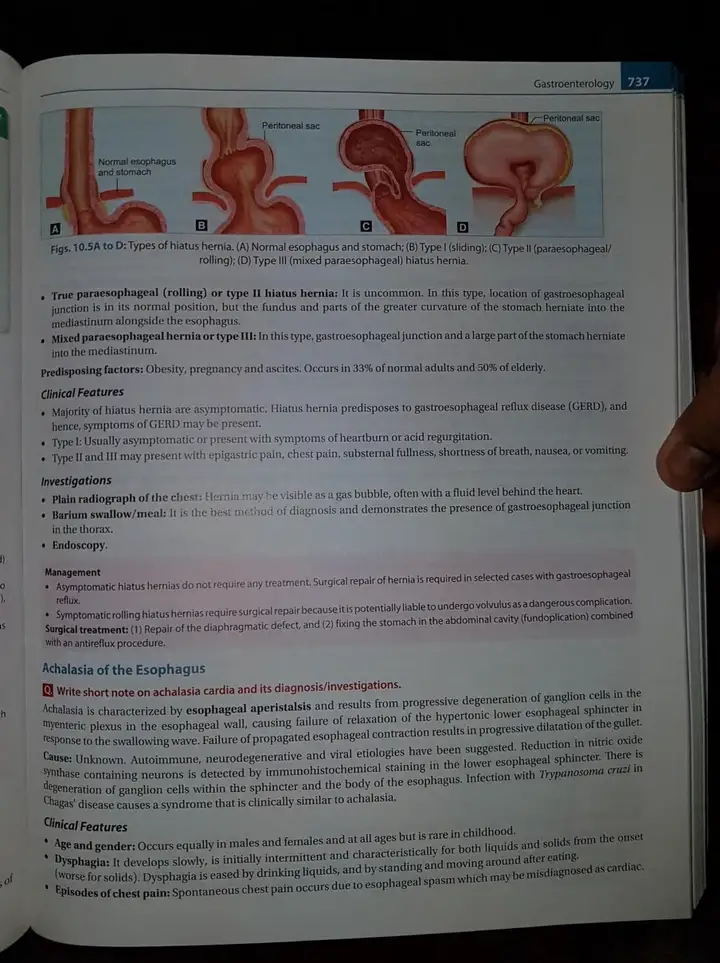 Gastroenterology 737
Normal esophagus
and stomach
A
Peritoneal sac
B
Peritoneal
sac
C
Peritoneal sac
D
Figs. 10.5A to D: Types of hiatus hernia. (A) Normal esophagus and stomach; (B) Type I (sliding); (C) Type II (paraesophageal/
rolling); (D) Type III (mixed paraesophageal) hiatus hernia.
• True paraesophageal (rolling) or type II hiatus hernia: It is uncommon. In this type, location of gastroesophageal
junction is in its normal position, but the fundus and parts of the greater curvature of the stomach herniate into the
mediastinum alongside the esophagus.
• Mixed paraesophageal hernia or type III: In this type, gastroesophageal junction and a large part of the stomach herniate
into the mediastinum.
Predisposing factors: Obesity, pregnancy and ascites. Occurs in 33% of normal adults and 50% of elderly.
Clinical Features
• Majority of hiatus hernia are asymptomatic. Hiatus hernia predisposes to gastroesophageal reflux disease (GERD), and
hence, symptoms of GERD may be present.
• Type I: Usually asymptomatic or present with symptoms of heartburn or acid regurgitation.
• Type II and III may present with epigastric pain, chest pain, substernal fullness, shortness of breath, nausea, or vomiting.
Investigations
• Plain radiograph of the chest: Hernia may be visible as a gas bubble, often with a fluid level behind the heart.
• Barium swallow/meal: It is the best method of diagnosis and demonstrates the presence of gastroesophageal junction
in the thorax.
• Endoscopy.
Management
• Asymptomatic hiatus hernias do not require any treatment. Surgical repair of hernia is required in selected cases with gastroesophageal
reflux.
• Symptomatic rolling hiatus hernias require surgical repair because it is potentially liable to undergo volvulus as a dangerous complication.
Surgical treatment: (1) Repair of the diaphragmatic defect, and (2) fixing the stomach in the abdominal cavity (fundoplication) combined
with an antireflux procedure.
Achalasia of the Esophagus
Q. Write short note on achalasia cardia and its diagnosis/investigations.
Achalasia is characterized by esophageal aperistalsis and results from progressive degeneration of ganglion cells in the
myenteric plexus in the esophageal wall, causing failure of relaxation of the hypertonic lower esophageal sphincter in
response to the swallowing wave. Failure of propagated esophageal contraction results in progressive dilatation of the gullet.
Cause: Unknown. Autoimmune, neurodegenerative and viral etiologies have been suggested. Reduction in nitric oxide
synthase containing neurons is detected by immunohistochemical staining in the lower esophageal sphincter. There is
degeneration of ganglion cells within the sphincter and the body of the esophagus. Infection with Trypanosoma cruzi in
Chagas' disease causes a syndrome that is clinically similar to achalasia.
Clinical Features
• Age and gender: Occurs equally in males and females and at all ages but is rare in childhood.
• Dysphagia: It develops slowly, is initially intermittent and characteristically for both liquids and solids from the onset
(worse for solids). Dysphagia is eased by drinking liquids, and by standing and moving around after eating.
• Episodes of chest pain: Spontaneous chest pain occurs due to esophageal spasm which may be misdiagnosed as cardiac.